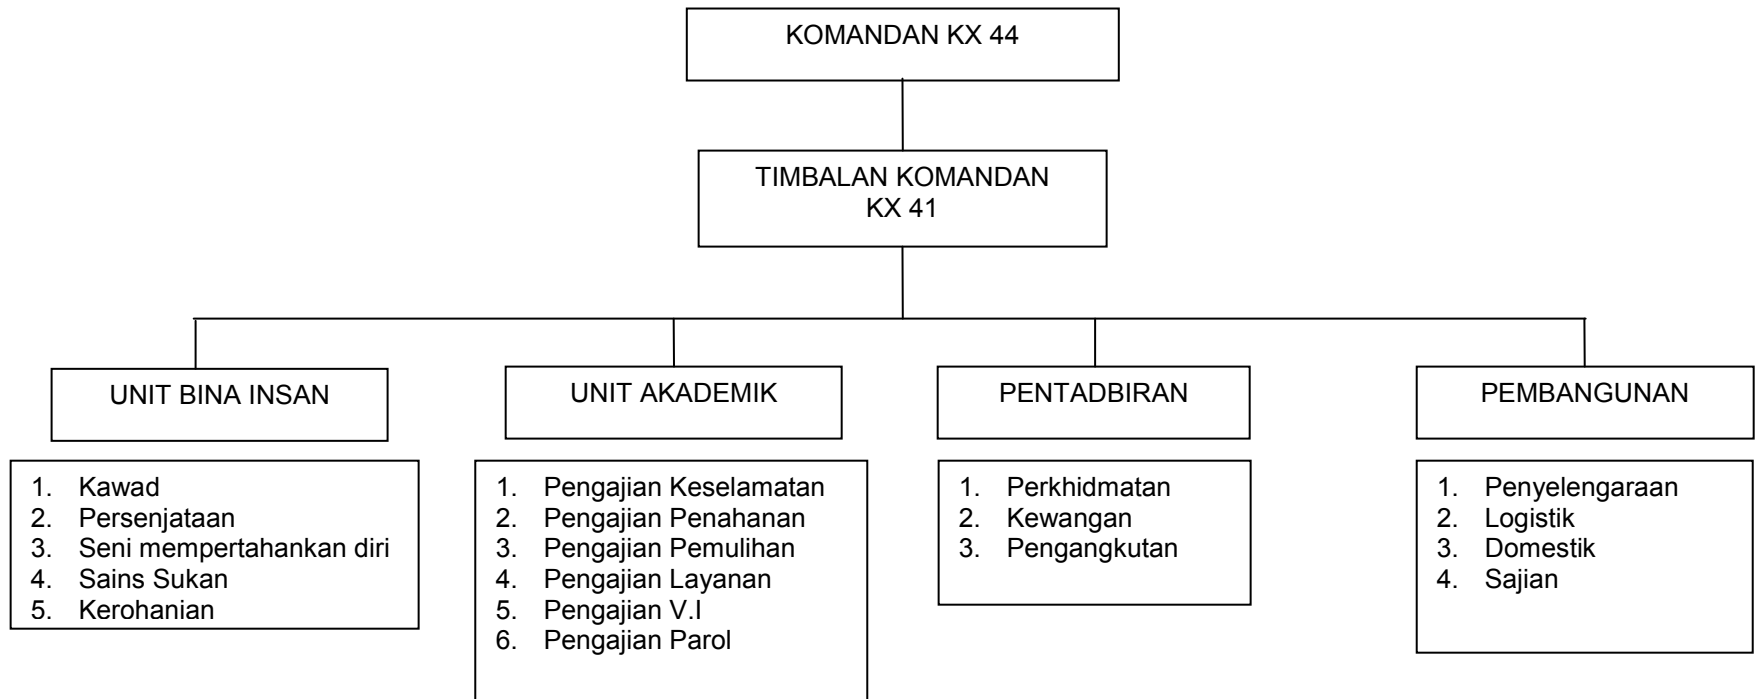 KOMANDAN KX 44
TIMBALAN KOMANDAN
KX 41
UNIT BINA INSAN
1. Kawad
2. Persenjataan
3. Seni mempertahankan diri
4. Sains Sukan
5. Kerohanian
UNIT AKADEMIK
1. Pengajian Keselamatan
2. Pengajian Penahanan
3. Pengajian Pemulihan
4. Pengajian Layanan
5. Pengajian V.I
6. Pengajian Parol
PENTADBIRAN
1. Perkhidmatan
2. Kewangan
3. Pengangkutan
PEMBANGUNAN
1. Penyelengaraan
2. Logistik
3. Domestik
4. Sajian